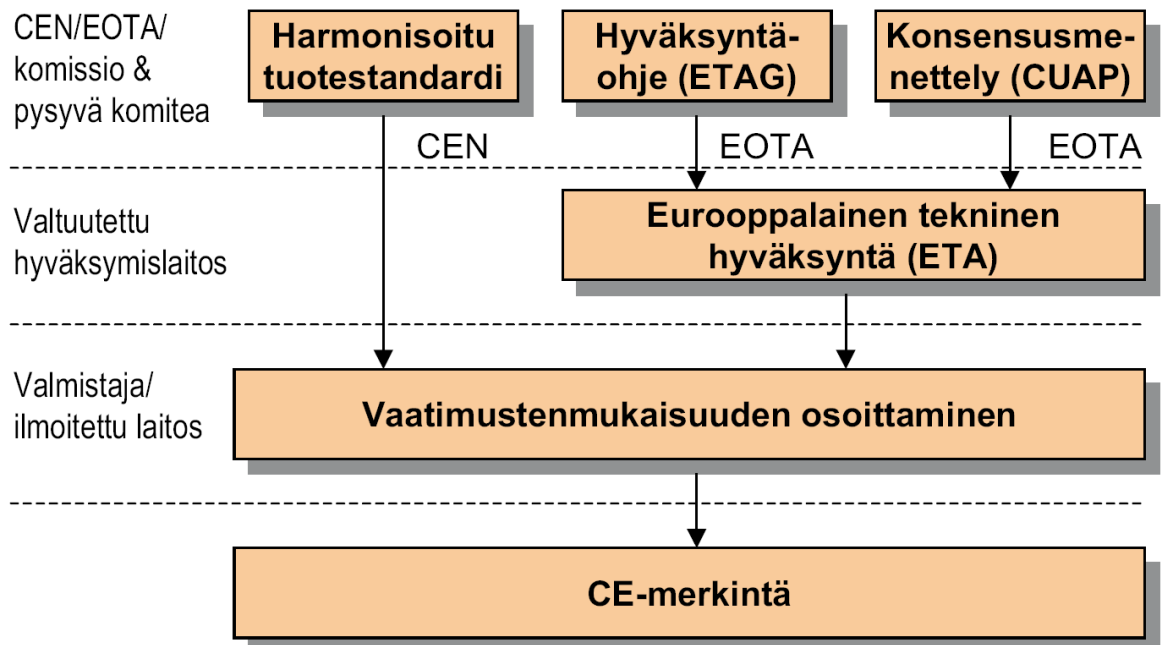 CEN/EOTA/
komissio &
pysyvä komitea
Harmonisoitu
tuotestandardi
Hyväksyntä-
ohje (ETAG)
Konsensusme-
nettely (CUAP)
CEN
EOTA
EOTA
Valtuutettu
hyväksymislaitos
Eurooppalainen tekninen
hyväksyntä (ETA)
Valmistaja/
ilmoitettu laitos
Vaatimustenmukaisuuden osoittaminen
CE-merkintä